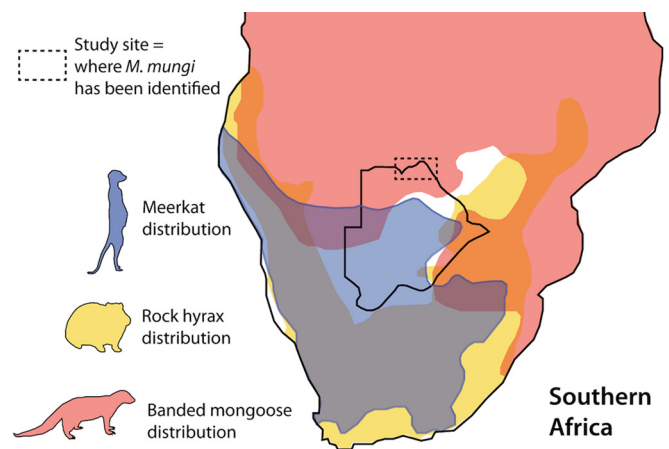 Study site =
where M. mungi
has been identified
Meerkat
distribution
Rock hyrax
distribution
Banded mongoose
distribution
Southern
Africa